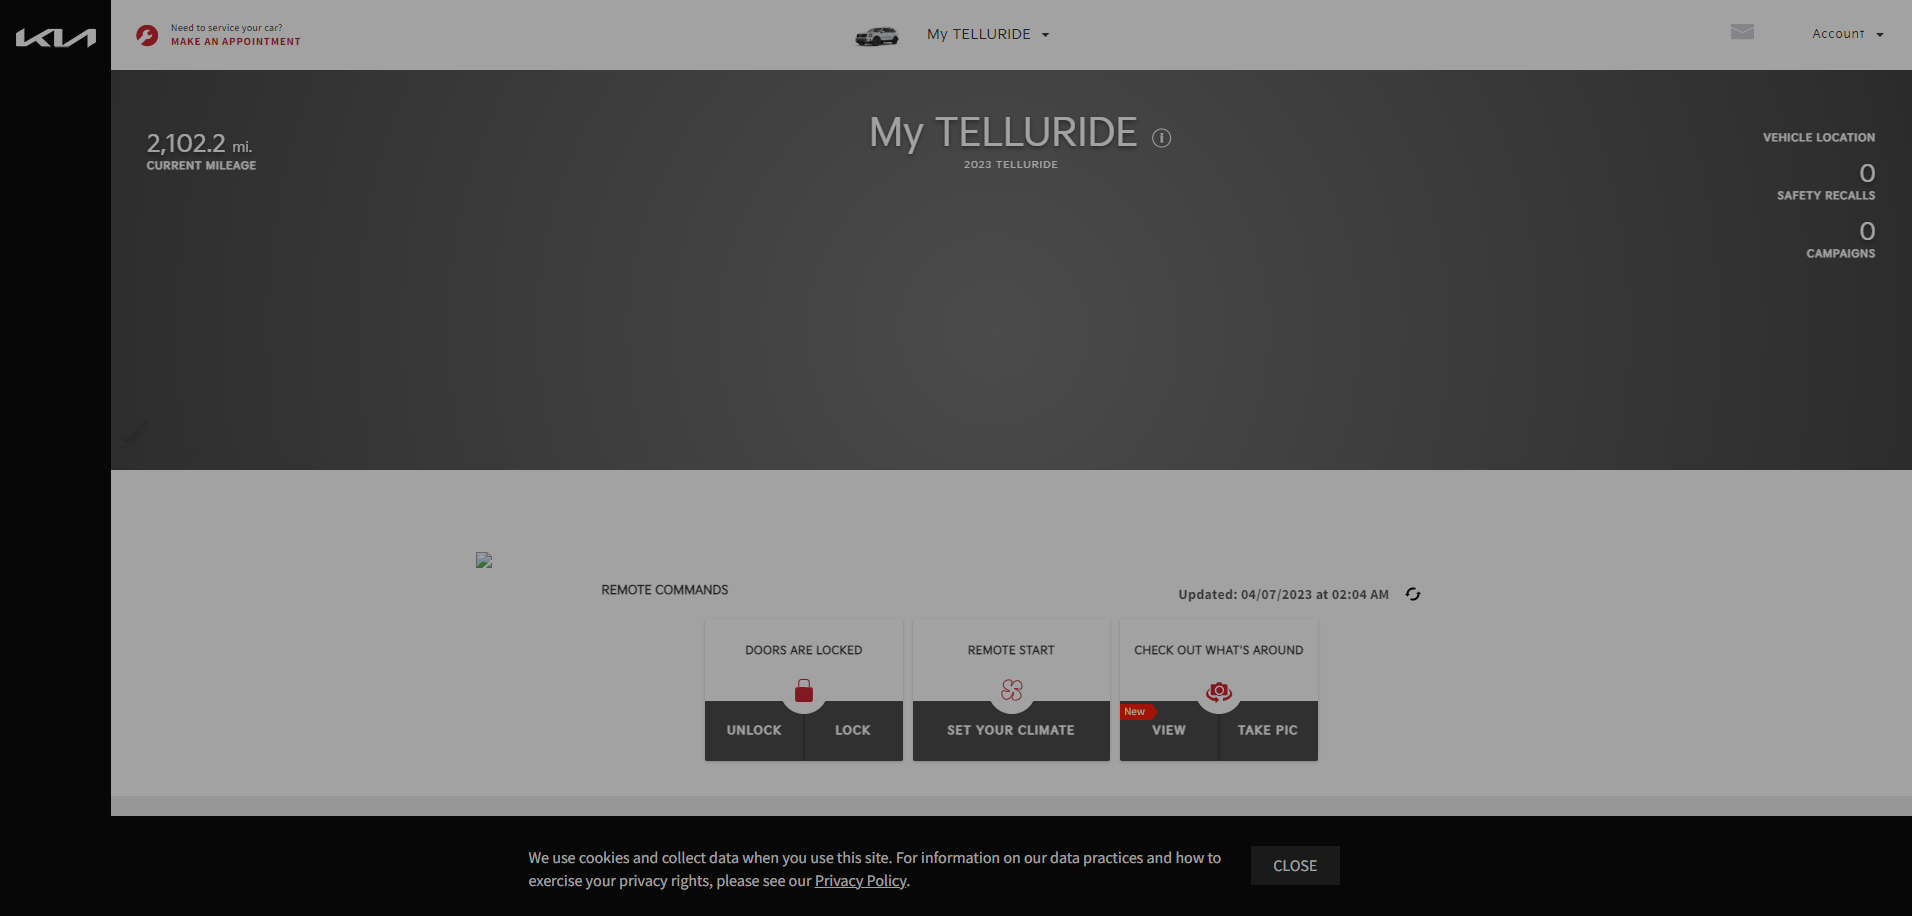 KIA
Need to service your car?
MAKE AN APPOINTMENT
My TELLURIDE
Account
2,102.2 mi.
CURRENT MILEAGE
My TELLURIDE
2023 TELLURIDE
VEHICLE LOCATION
0
SAFETY RECALLS
0
CAMPAIGNS
REMOTE COMMANDS
Updated: 04/07/2023 at 02:04 AM
DOORS ARE LOCKED
UNLOCK
LOCK
REMOTE START
SET YOUR CLIMATE
CHECK OUT WHAT'S AROUND
New
VIEW
TAKE PIC
We use cookies and collect data when you use this site. For information on our data practices and how to
exercise your privacy rights, please see our Privacy Policy.
CLOSE